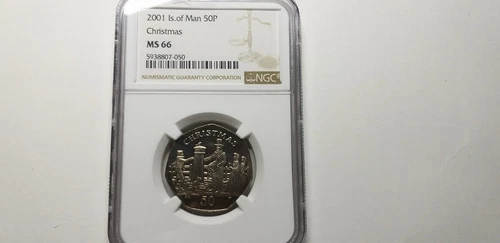 2001 Is.of Man 50P
Christmas
MS 66
5938807-050
NUMISMATIC GUARANTY CORPORATION
NGC
CHRISTMAS
50